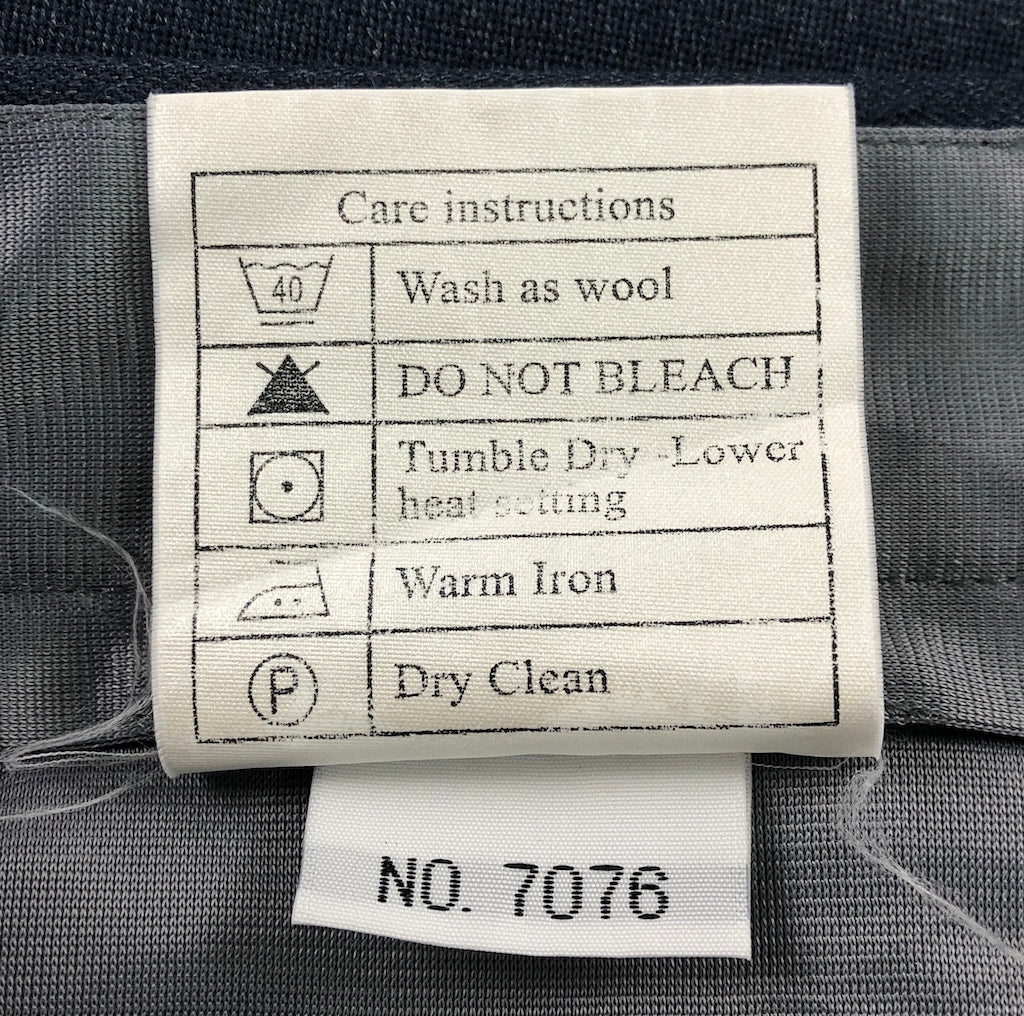 Care instructions
40
Wash as wool
DO NOT BLEACH
Tumble Dry -Lower
heat setting
Warm Iron
P
Dry Clean
NO. 7076